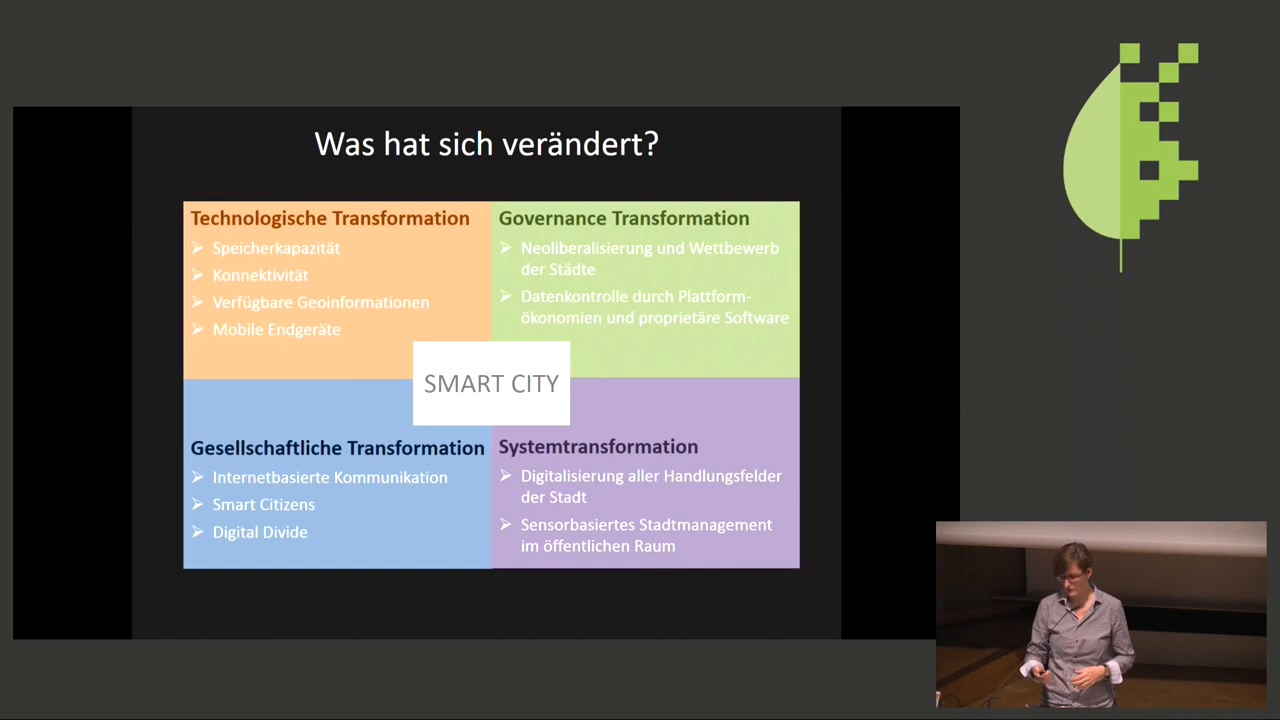 Was hat sich verändert?
Technologische Transformation
Speicherkapazität
Konnektivität
Verfügbare Geoinformationen
Mobile Endgeräte
Governance Transformation
Neoliberalisierung und Wettbewerb
der Städte
Datenkontrolle durch Plattform-
ökonomien und proprietäre Software
SMART CITY
Gesellschaftliche Transformation
Internetbasierte Kommunikation
Smart Citizens
Digital Divide
Systemtransformation
Digitalisierung aller Handlungsfelder
der Stadt
Sensorbasiertes Stadtmanagement
im öffentlichen Raum